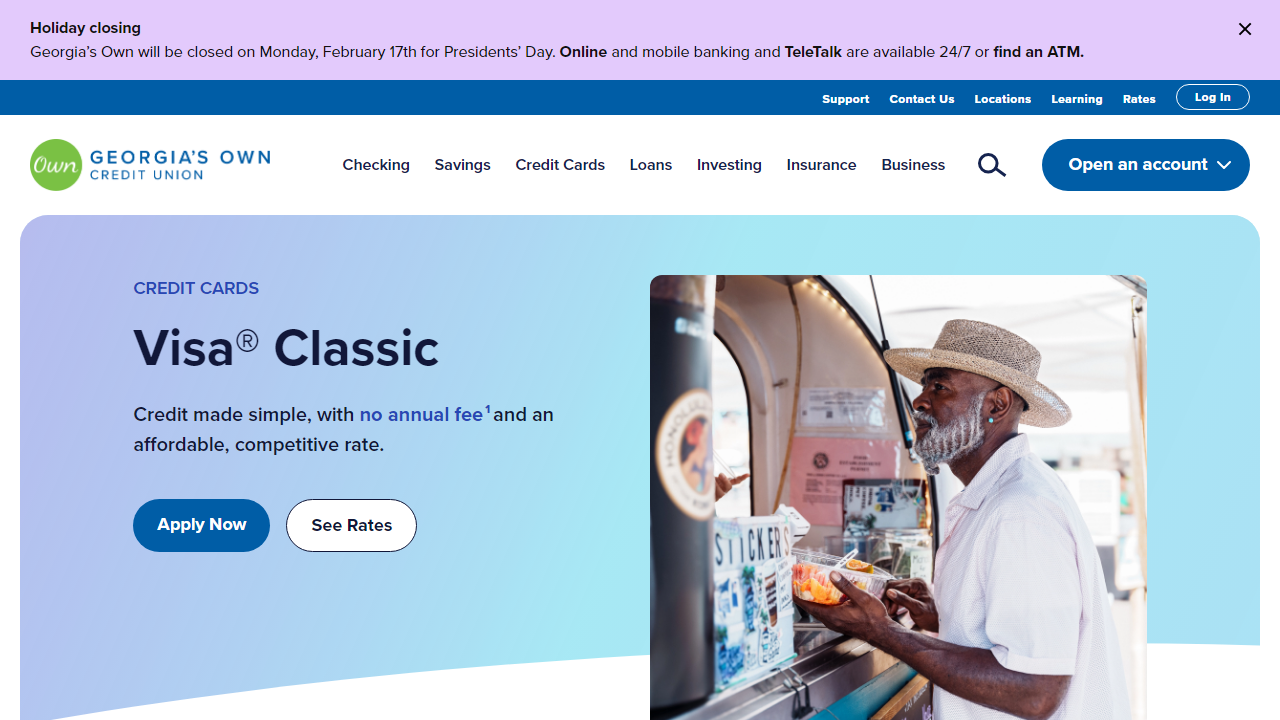 Holiday closing
Georgia's Own will be closed on Monday, February 17th for Presidents' Day. Online and mobile banking and TeleTalk are available 24/7 or find an ATM.
Support Contact Us Locations Learning Rates Log In
Own GEORGIA'S OWN
CREDIT UNION
Checking Savings Credit Cards Loans Investing Insurance Business Open an account
CREDIT CARDS
Visa® Classic
Credit made simple, with no annual fee¹ and an
affordable, competitive rate.
Apply Now See Rates
STICKERS